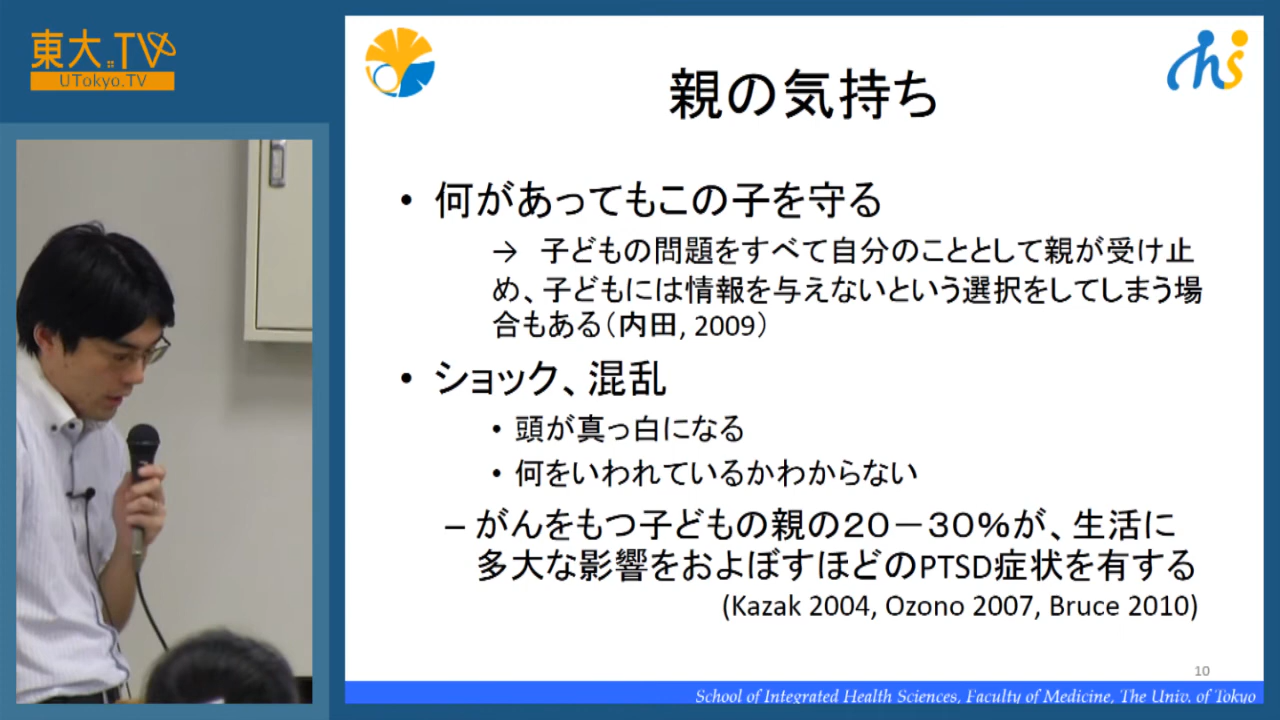 東大.TV
UTokyo.TV
親の気持ち
• 何があってもこの子を守る
→ 子どもの問題をすべて自分のこととして親が受け止
め、子どもには情報を与えないという選択をしてしまう場
合もある（内田, 2009）
• ショック、混乱
• 頭が真っ白になる
• 何をいわれているかわからない
– がんをもつ子どもの親の２０－３０％が、生活に
多大な影響をおよぼすほどのPTSD症状を有する
(Kazak 2004, Ozono 2007, Bruce 2010)
10
School of Integrated Health Sciences, Faculty of Medicine, The Univ. of Tokyo